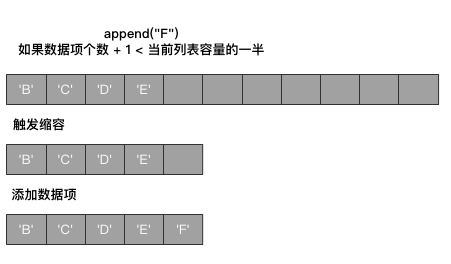 append("F")
如果数据项个数 + 1 < 当前列表容量的一半
'B' 'C' 'D' 'E'
触发缩容
'B' 'C' 'D' 'E'
添加数据项
'B' 'C' 'D' 'E' 'F'